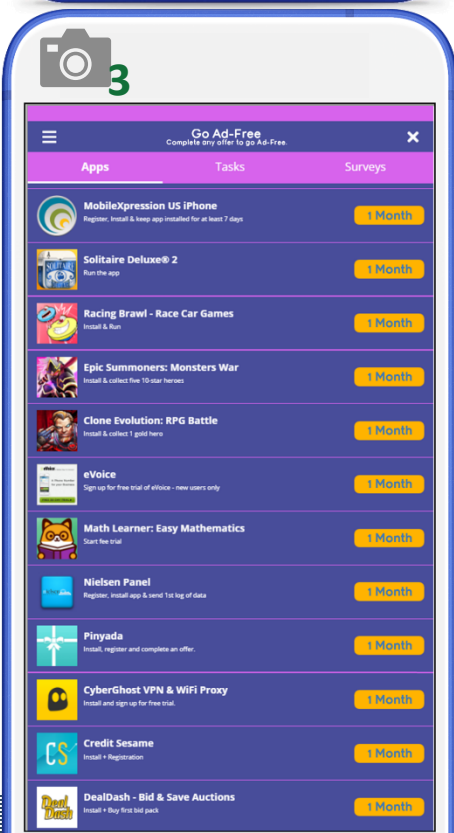 3
Go Ad-Free
Complete any offer to go Ad-Free.
Apps Tasks Surveys
MobileXpression US iPhone
Register, Install & keep app installed for at least 7 days
1 Month
Solitaire Deluxe® 2
Run the app
1 Month
SOLITAIRE
Racing Brawl - Race Car Games
Install & Run
1 Month
Epic Summoners: Monsters War
Install & collect five 10-star heroes
1 Month
Clone Evolution: RPG Battle
Install & collect 1 gold hero
1 Month
eVoice
Sign up for free trial of eVoice - new users only
1 Month
Math Learner: Easy Mathematics
Start fee trial
1 Month
Nielsen Panel
Register, install app & send 1st log of data
1 Month
Pinyada
Install, register and complete an offer.
1 Month
CyberGhost VPN & WiFi Proxy
Install and sign up for free trial.
1 Month
Credit Sesame
Install + Registration
1 Month
CS
DealDash - Bid & Save Auctions
Install + Buy first bid pack
1 Month
Deal
Dash